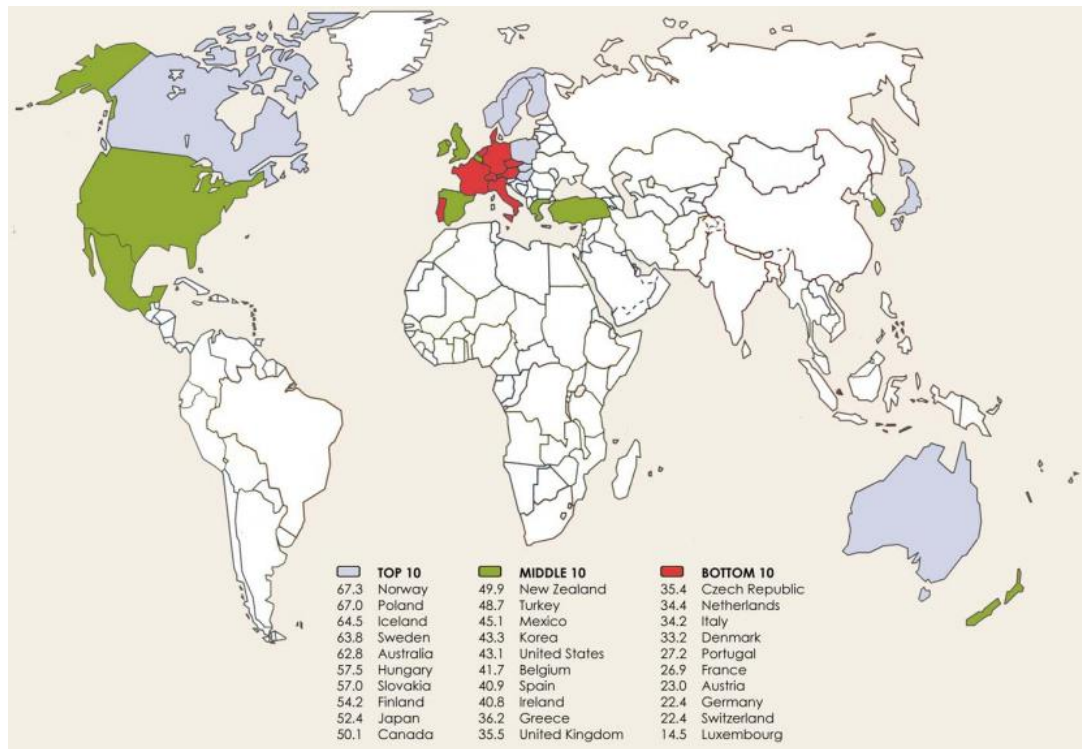 TOP 10
67.3 Norway
67.0 Poland
64.5 Iceland
63.8 Sweden
62.8 Australia
57.5 Hungary
57.0 Slovakia
54.2 Finland
52.4 Japan
50.1 Canada
MIDDLE 10
49.9 New Zealand
48.7 Turkey
45.1 Mexico
43.3 Korea
43.1 United States
41.7 Belgium
40.9 Spain
40.8 Ireland
36.2 Greece
35.5 United Kingdom
BOTTOM 10
35.4 Czech Republic
34.4 Netherlands
34.2 Italy
33.2 Denmark
27.2 Portugal
26.9 France
23.0 Austria
22.4 Germany
22.4 Switzerland
14.5 Luxembourg